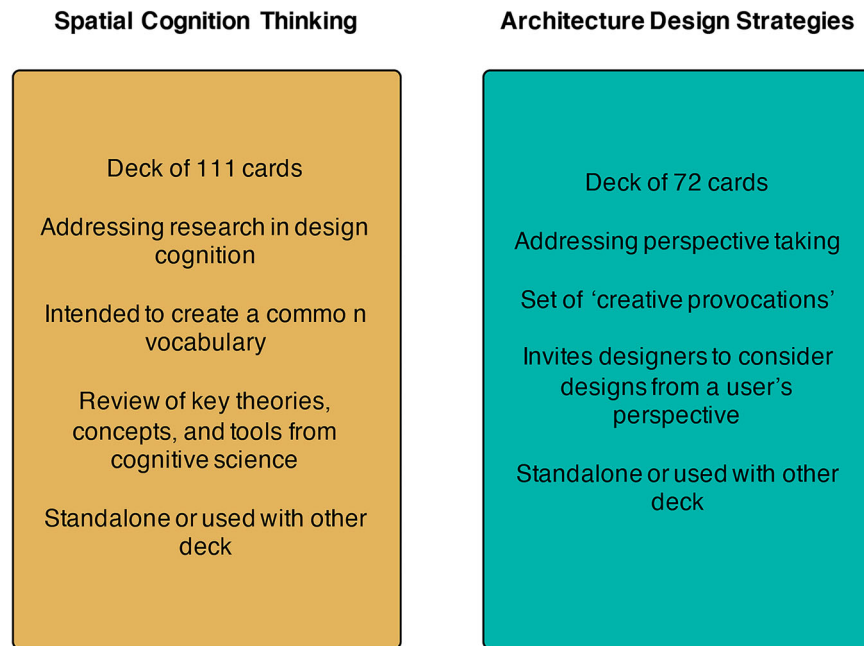 Spatial Cognition Thinking
Deck of 111 cards
Addressing research in design
cognition
Intended to create a commo n
vocabulary
Review of key theories,
concepts, and tools from
cognitive science
Standalone or used with other
deck
Architecture Design Strategies
Deck of 72 cards
Addressing perspective taking
Set of ‘creative provocations’
Invites designers to consider
designs from a user’s
perspective
Standalone or used with other
deck